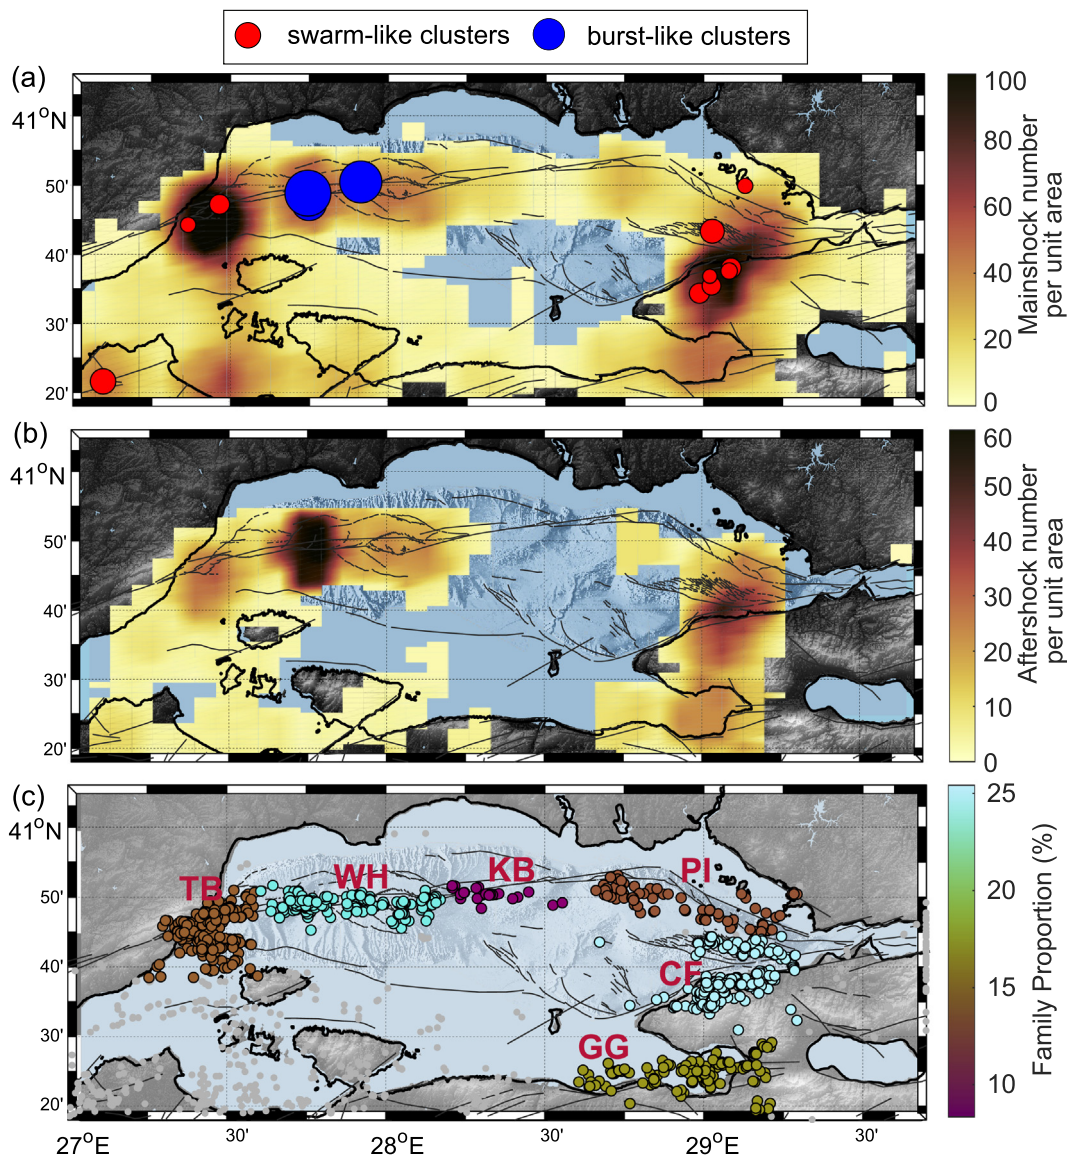 swarm-like clusters burst-like clusters
(a)
41°N
50'
40'
30'
20'
100
80
60
40
20
0
Mainshock number
per unit area
(b)
41°N
50'
40'
30'
20'
60
50
40
30
20
10
0
Aftershock number
per unit area
(c)
41°N
50'
40'
30'
20'
TB
WH
KB
PI
CF
GG
27°E
30'
28°E
30'
29°E
30'
25
20
15
10
Family Proportion (%)